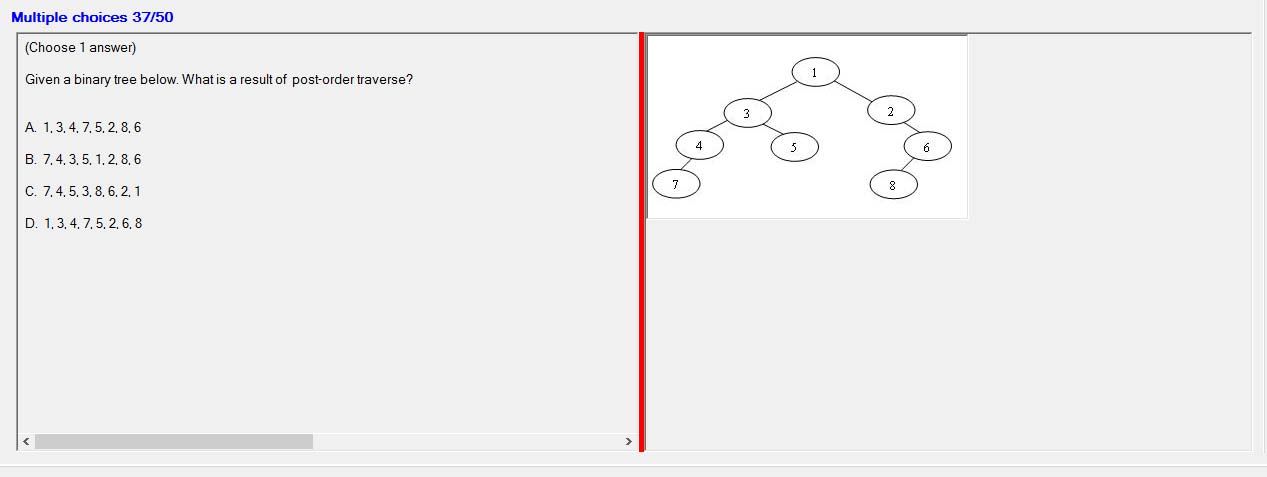 Multiple choices 37/50
(Choose 1 answer)
Given a binary tree below. What is a result of post-order traverse?
A. 1, 3, 4, 7, 5, 2, 8, 6
B. 7, 4, 3, 5, 1, 2, 8, 6
C. 7, 4, 5, 3, 8, 6, 2, 1
D. 1, 3, 4, 7, 5, 2, 6, 8
1
3
2
4
5
6
7
8